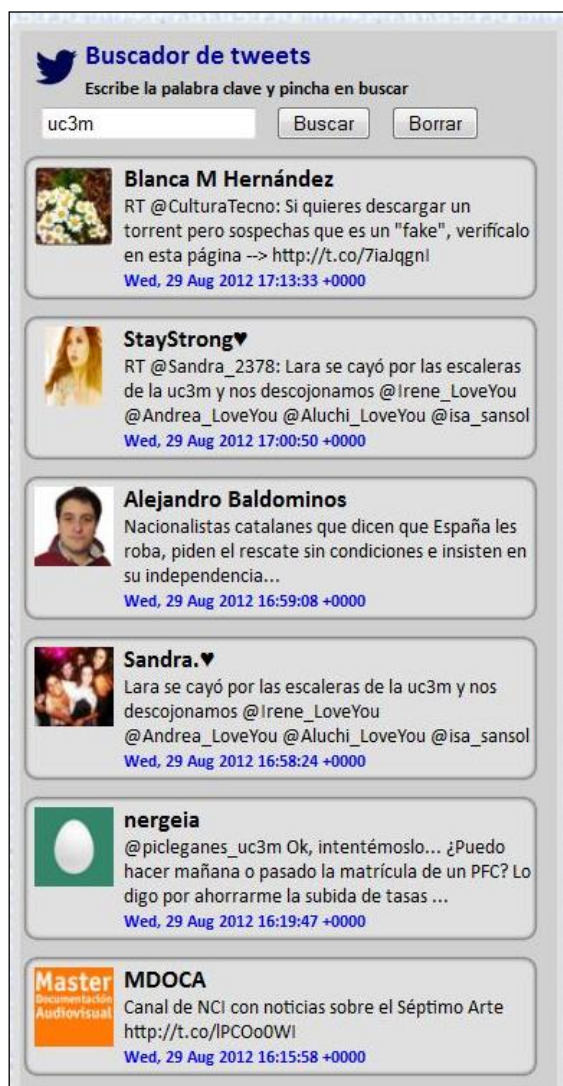 Buscador de tweets
Escribe la palabra clave y pincha en buscar
uc3m Buscar Borrar
Blanca M Hernández
RT @CulturaTecno: Si quieres descargar un
torrent pero sospechas que es un "fake", verifícalo
en esta página --> http://t.co/7iaJqgnI
Wed, 29 Aug 2012 17:13:33 +0000
StayStrong♥
RT @Sandra_2378: Lara se cayó por las escaleras
de la uc3m y nos descojonamos @Irene_LoveYou
@Andrea_LoveYou @Aluchi_LoveYou @isa_sansol
Wed, 29 Aug 2012 17:00:50 +0000
Alejandro Baldominos
Nacionalistas catalanes que dicen que España les
roba, piden el rescate sin condiciones e insisten en
su independencia...
Wed, 29 Aug 2012 16:59:08 +0000
Sandra.♥
Lara se cayó por las escaleras de la uc3m y nos
descojonamos @Irene_LoveYou
@Andrea_LoveYou @Aluchi_LoveYou @isa_sansol
Wed, 29 Aug 2012 16:58:24 +0000
nergeia
@picleganes_uc3m Ok, intentémoslo... ¿Puedo
hacer mañana o pasado la matrícula de un PFC? Lo
digo por ahorrarme la subida de tasas ...
Wed, 29 Aug 2012 16:19:47 +0000
Master
Documentación
Audiovisual
MDOCA
Canal de NCI con noticias sobre el Séptimo Arte
http://t.co/lPCOo0WI
Wed, 29 Aug 2012 16:15:58 +0000